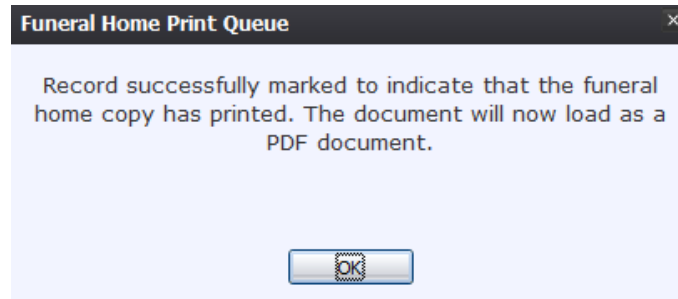 Funeral Home Print Queue
Record successfully marked to indicate that the funeral
home copy has printed. The document will now load as a
PDF document.
OK